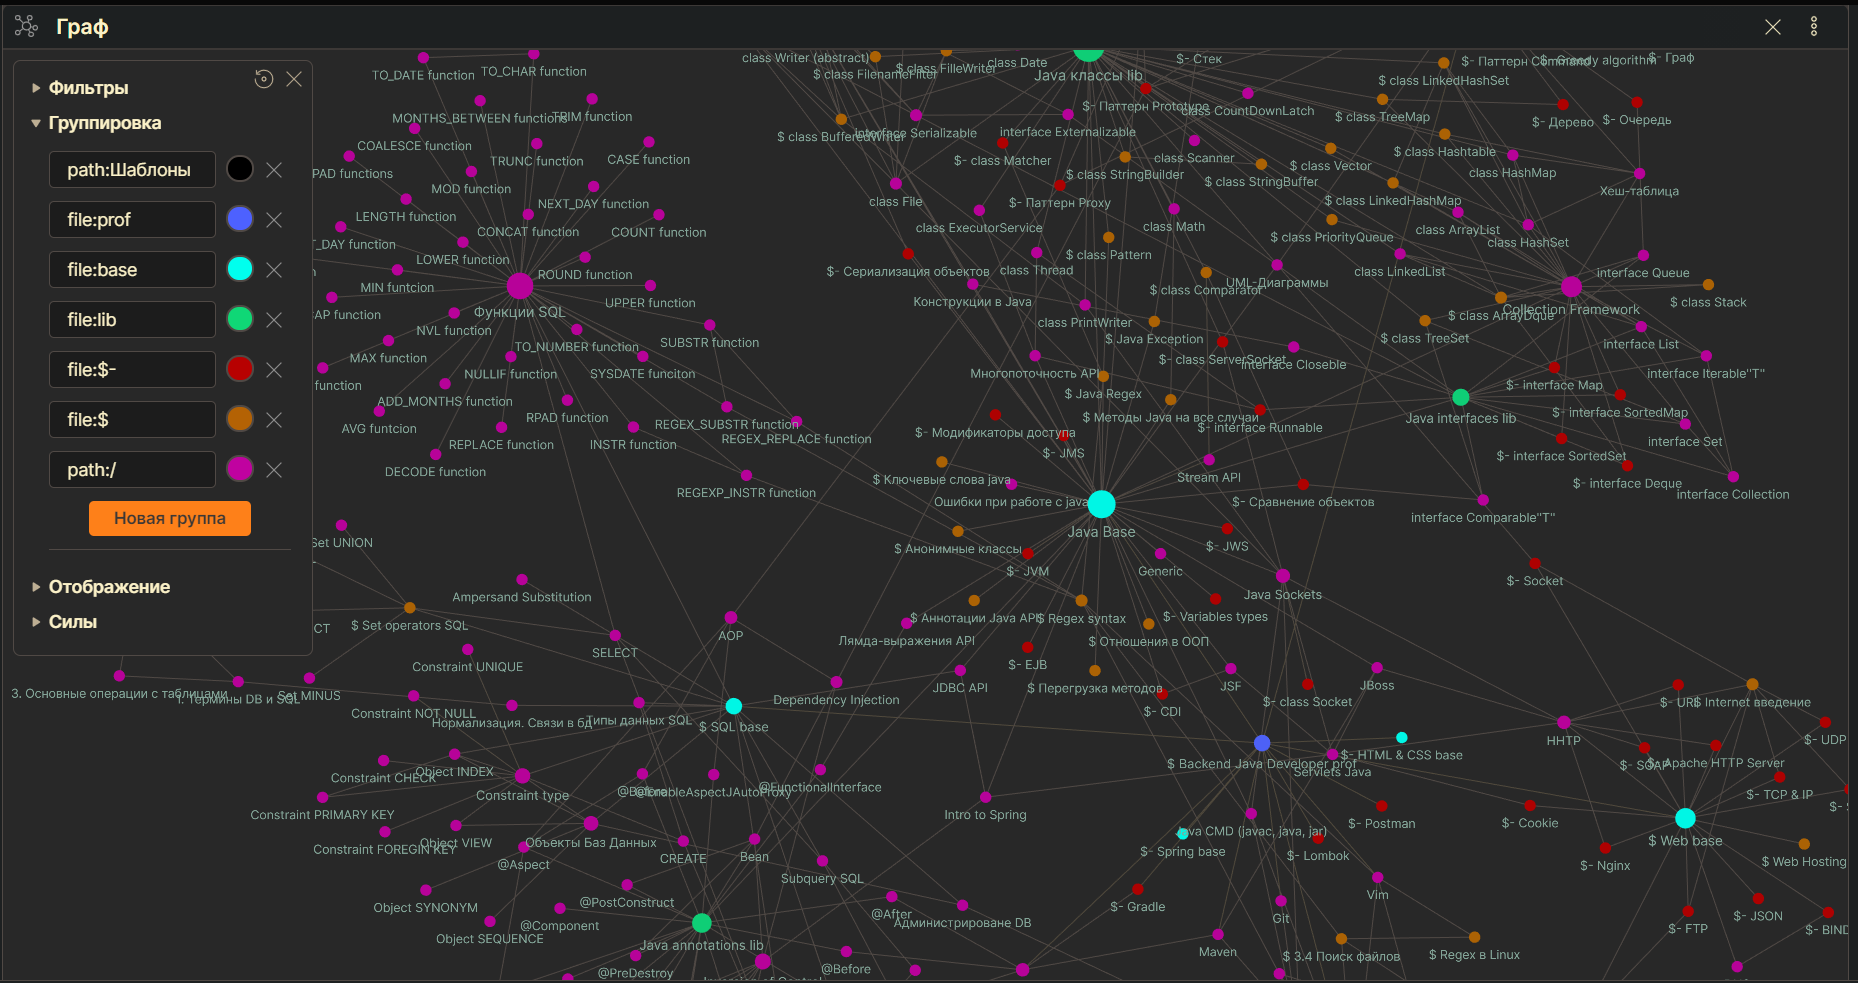 Граф
Фильтры
Группировка
path:Шаблоны
file:prof
file:base
file:lib
file:$-
file:$
path:/
Новая группа
Отображение
Силы
TO_DATE function
TO_CHAR function
MONTHS_BETWEEN function
TRIM function
COALESCE function
TRUNC function
CASE function
PAD functions
MOD function
NEXT_DAY function
LENGTH function
CONCAT function
COUNT function
T_DAY function
LOWER function
ROUND function
MIN funtcion
UPPER function
AP function
Функции SQL
NVL function
TO_NUMBER function
SUBSTR function
MAX function
NULLIF function
SYSDATE funciton
function
ADD_MONTHS function
RPAD function
REGEX_SUBSTR function
AVG funtcion
REPLACE function
INSTR function
REGEX_REPLACE function
DECODE function
REGEXP_INSTR function
class Writer (abstract)
$ class FilenameFilter
$ class FileWriter
class Date
Java классы lib
$- Стек
$- Паттерн Command
$- Greedy algorithm
$- Граф
$ class LinkedHashSet
$- Паттерн Prototype
class CountDownLatch
$ class TreeMap
$- Дерево
$- Очередь
$ class BufferedWriter
interface Serializable
interface Externalizable
$- class Matcher
class Scanner
$ class Vector
$ class Hashtable
class HashMap
$ class StringBuilder
$ class StringBuffer
Хеш-таблица
class File
$- Паттерн Proxy
$ class LinkedHashMap
class ExecutorService
class Math
$ class PriorityQueue
class ArrayList
class HashSet
$ class Pattern
$- Сериализация объектов
class Thread
class LinkedList
interface Queue
Конструкции в Java
$ class Comparator
UML-Диаграммы
$ class Stack
class PrintWriter
$ class ArrayDque
Collection Framework
$ Java Exception
$ class TreeSet
interface List
$- class ServerSocket
interface Closeble
Многопоточность API
interface Iterable"T"
$ Java Regex
$- interface Map
$ Методы Java на все случаи
Java interfaces lib
$- interface SortedMap
$- interface Runnable
$- Модификаторы доступа
interface Set
$- JMS
$- interface SortedSet
$ Ключевые слова java
Stream API
$- interface Deque
interface Collection
Ошибки при работе с java
$- Сравнение объектов
interface Comparable"T"
Java Base
$ Анонимные классы
$- JWS
$- JVM
Generic
$- Socket
Java Sockets
Set UNION
Ampersand Substitution
$ Set operators SQL
CT
$ Аннотации Java API
$ Regex syntax
$- Variables types
AOP
Лямда-выражения API
$ Отношения в ООП
SELECT
Constraint UNIQUE
$- EJB
3. Основные операции с таблицами
1. Термины DB и SQL
Set MINUS
JDBC API
$ Перегрузка методов
JSF
JBoss
Constraint NOT NULL
Dependency Injection
$- class Socket
$- URI
$ Internet введение
Нормализация. Связи в бд
Типы данных SQL
$ SQL base
$- CDI
HHTP
$- UDP
$- HTML & CSS base
$ Backend Java Developer prof
Servlets Java
$- SOAP
$- Apache HTTP Server
Constraint CHECK
Object INDEX
Constraint type
@Before
@EnableAspectJAutoProxy
@FunctionalInterface
$- TCP & IP
Constraint PRIMARY KEY
Intro to Spring
$- Postman
$- Cookie
Java CMD (javac, java, jar)
Constraint FOREGIN KEY
Object VIEW
Объекты Баз Данных
$- Spring base
$- Lombok
$ Web base
@Aspect
CREATE
Bean
$- Nginx
$ Web Hosting
Subquery SQL
Vim
Object SYNONYM
@PostConstruct
@After
$- Gradle
$- JSON
@Component
Администрироване DB
Git
$- FTP
$- BIND
Object SEQUENCE
Java annotations lib
Maven
$ 3.4 Поиск файлов
$ Regex в Linux
@PreDestroy
@Before
Inversion of Control